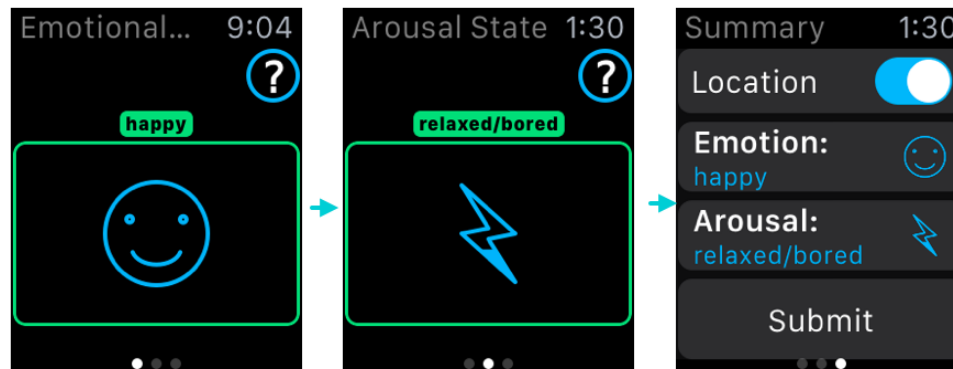 Emotional... 9:04
?
happy
Arousal State 1:30
?
relaxed/bored
Summary 1:30
Location
Emotion:
happy
Arousal:
relaxed/bored
Submit